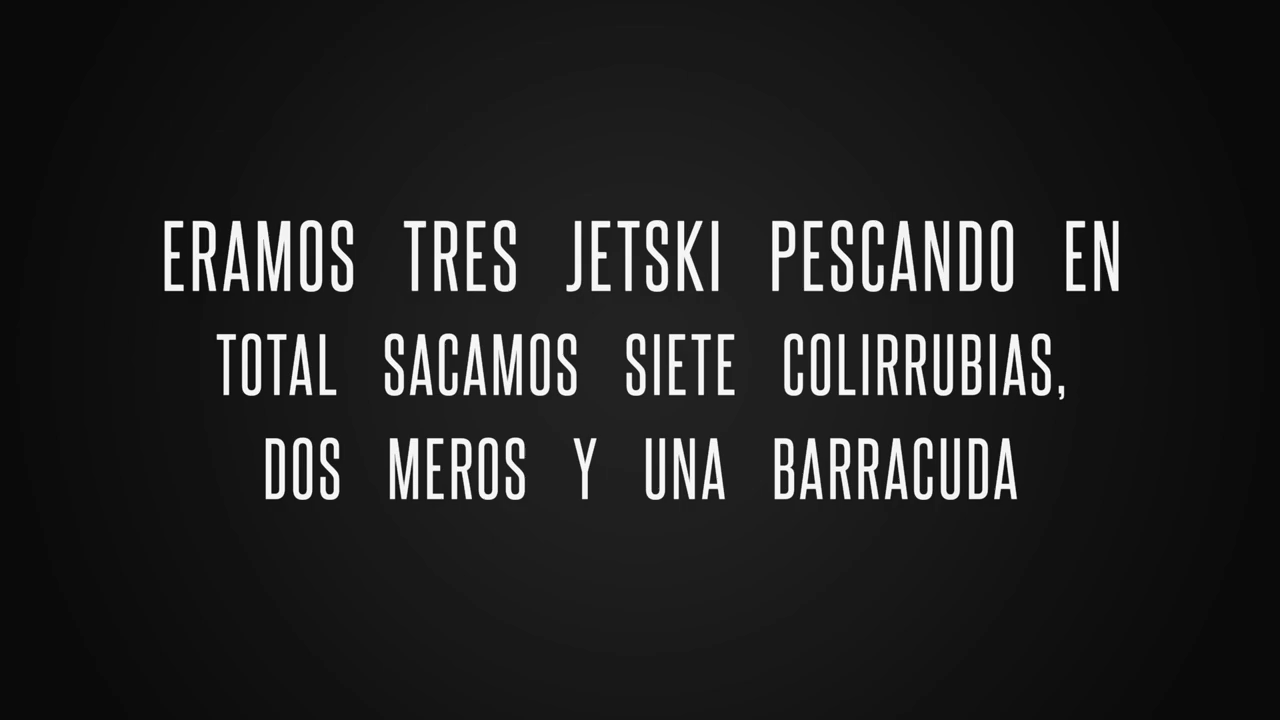 ERAMOS TRES JETSKI PESCANDO EN
TOTAL SACAMOS SIETE COLIRRUBIAS,
DOS MEROS Y UNA BARRACUDA